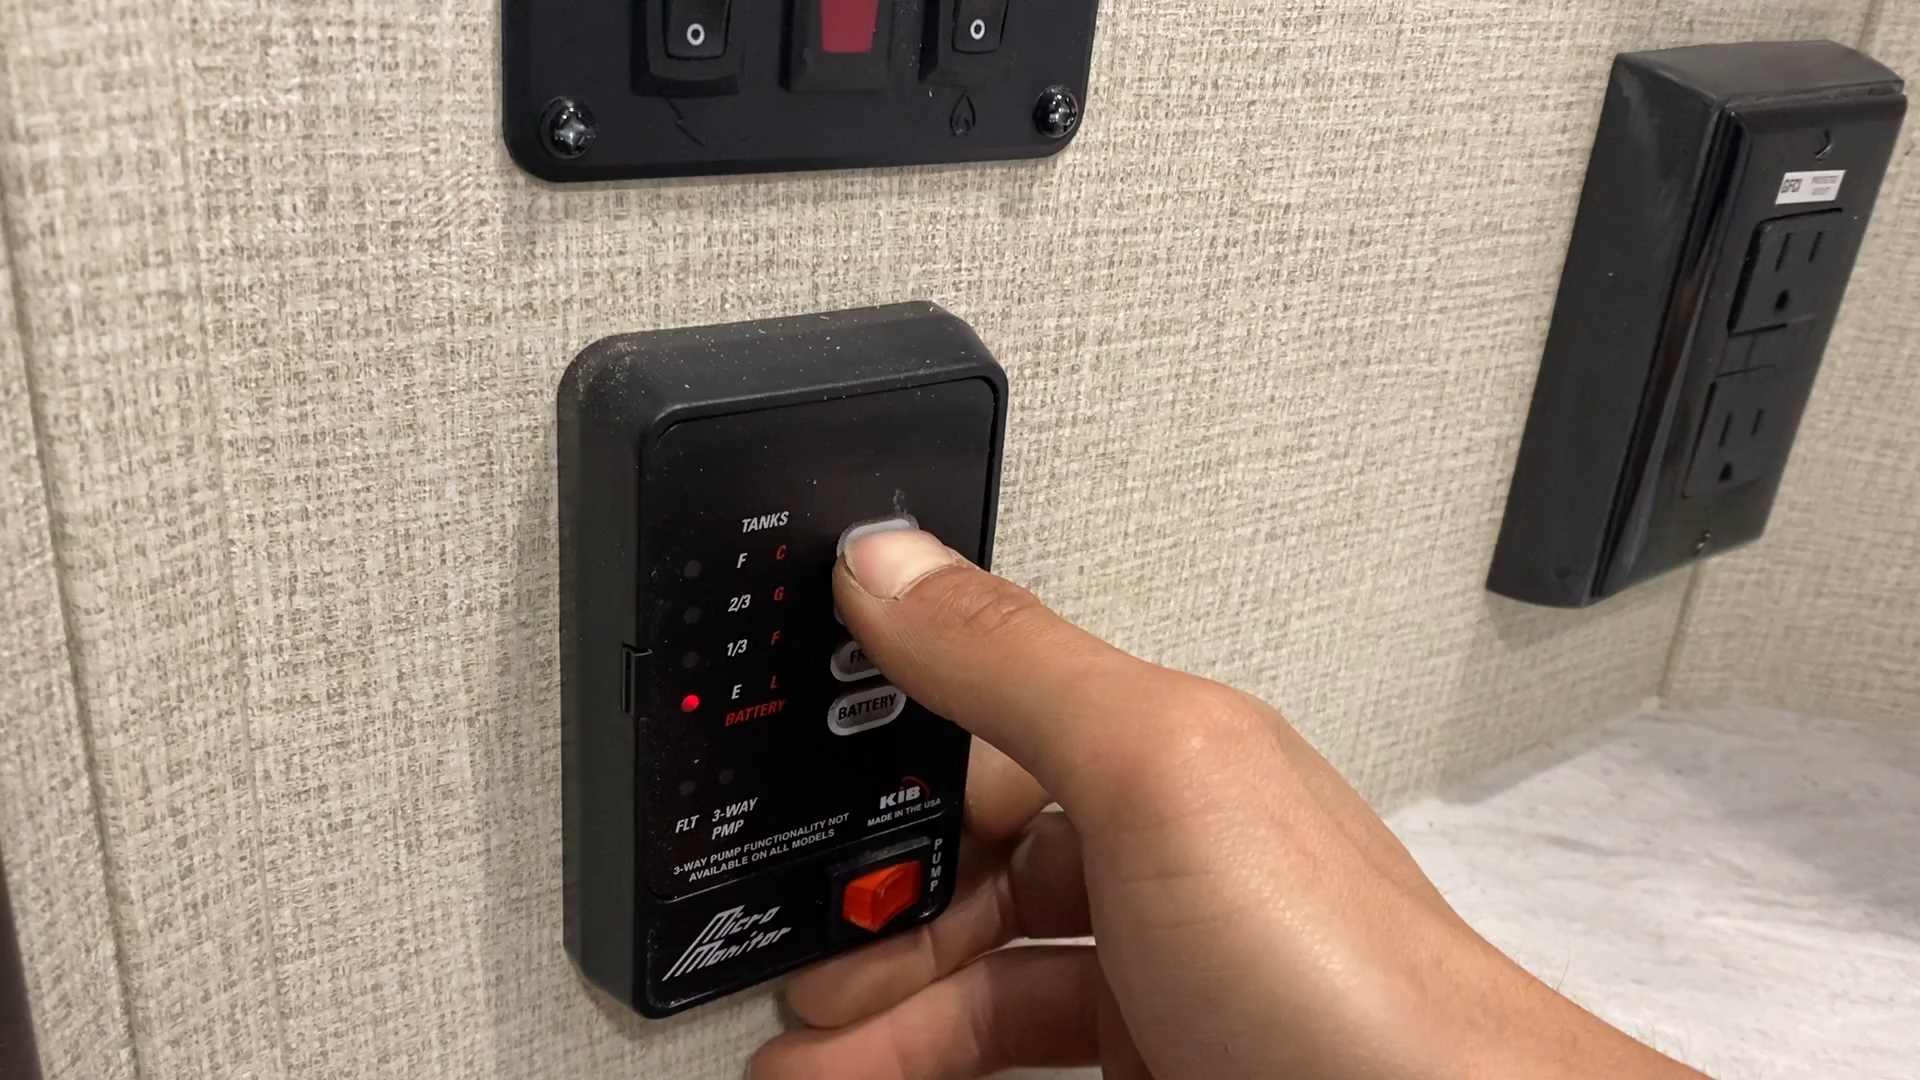 O
O
GFCI
TANKS
F C
2/3 G
1/3 F
E L
BATTERY
BATTERY
FLT 3-WAY
PMP
3-WAY PUMP FUNCTIONALITY NOT
AVAILABLE ON ALL MODELS
KIB
MADE IN THE USA
PUMP
Micro
Monitor